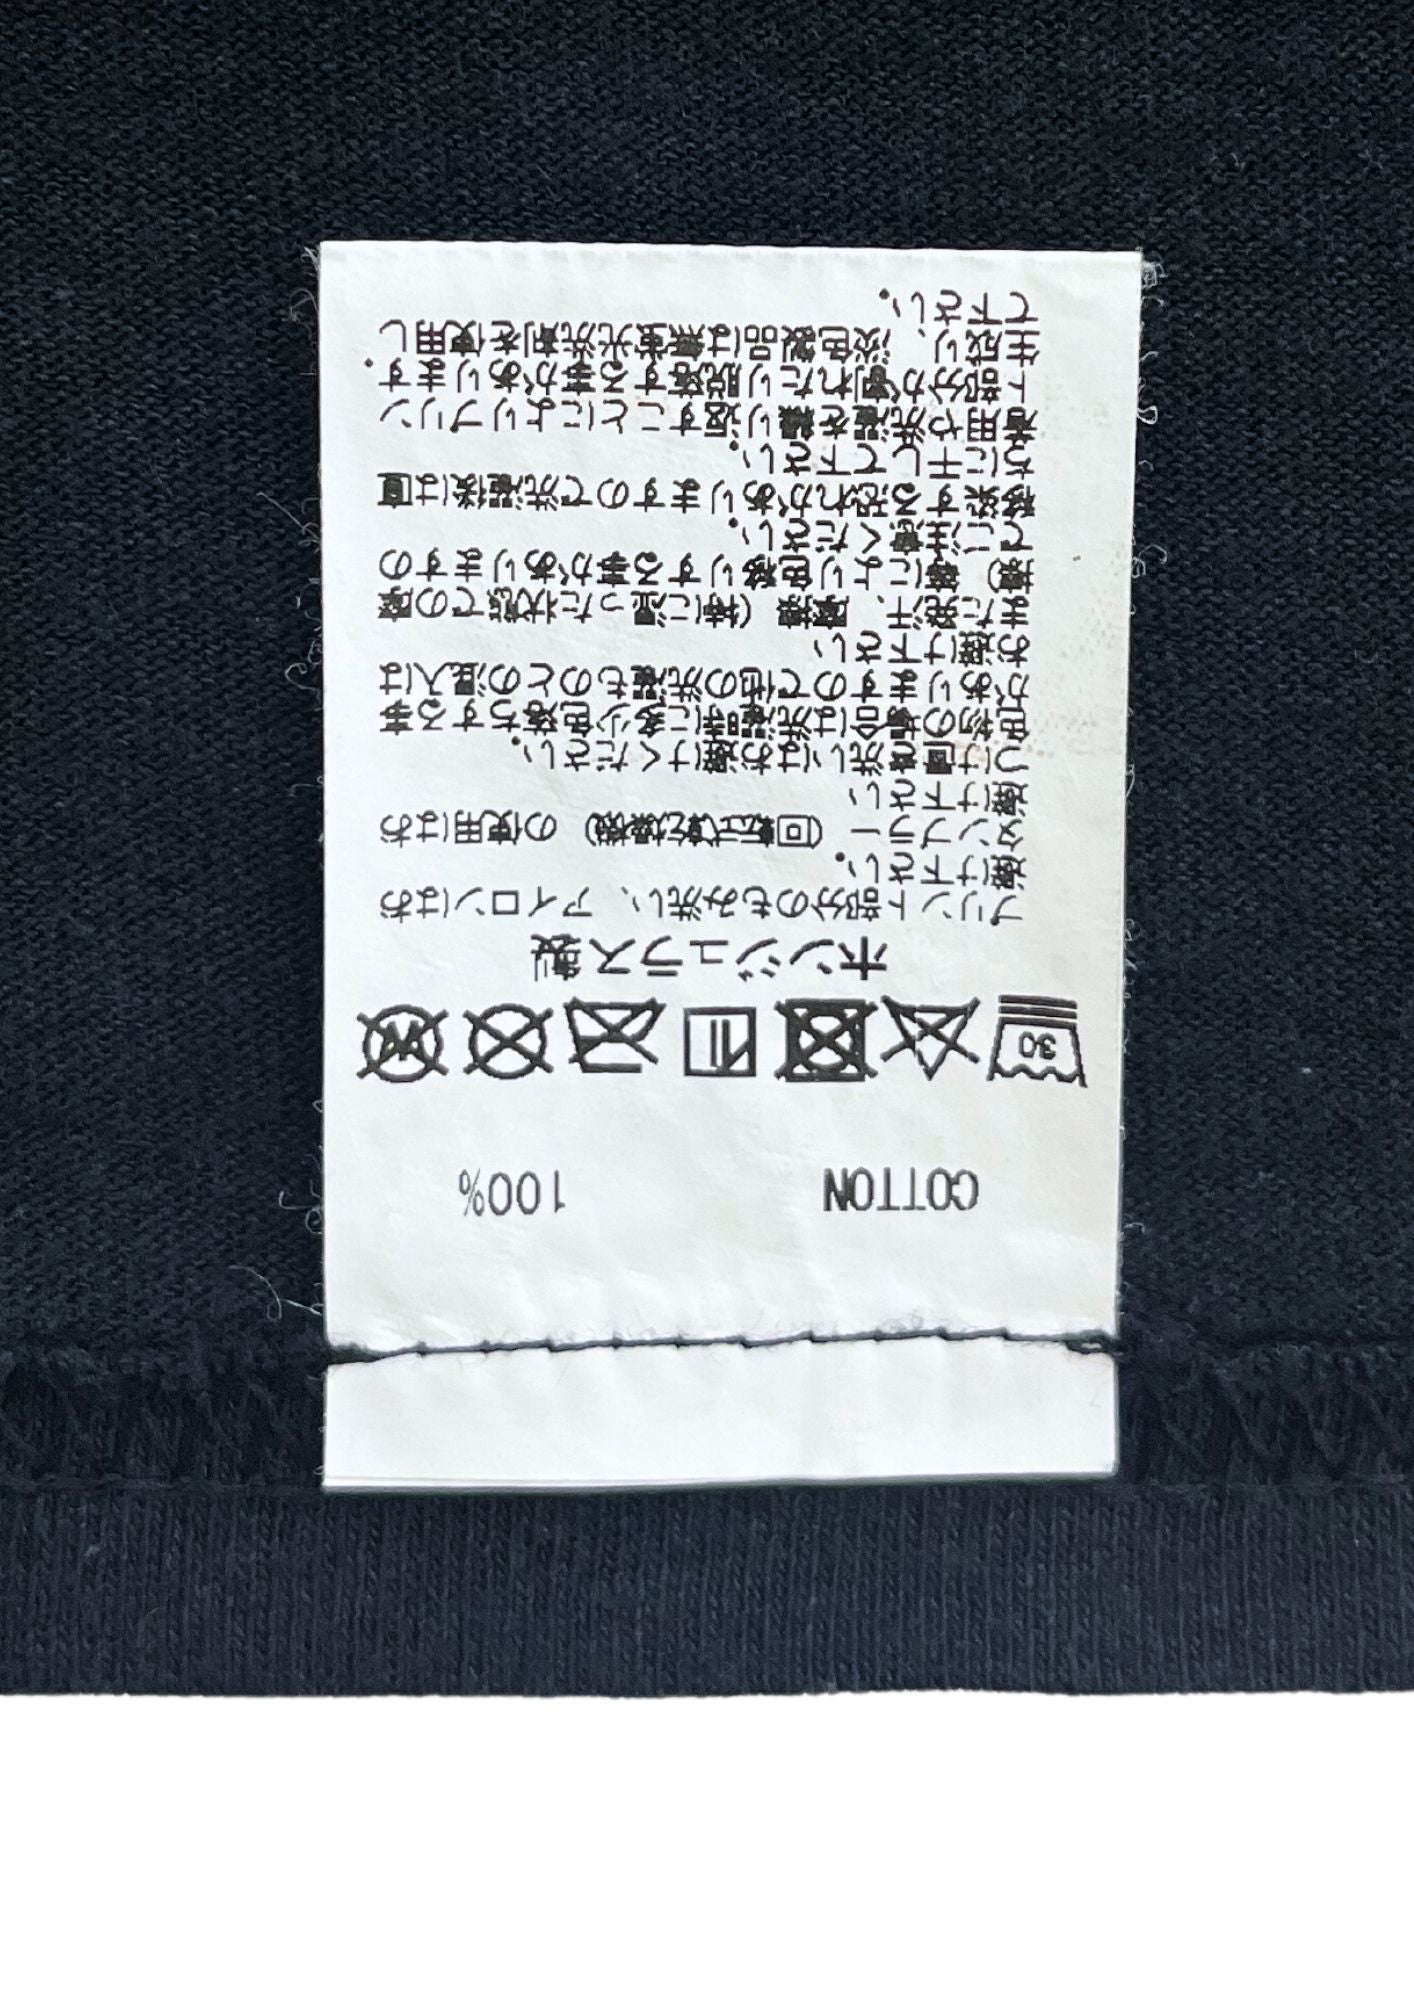 COTTON 100%
30
ホンジュラス製
プリント部分のもみ洗い、アイロンはお
避け下さい。
タンブラー(回転式乾燥機)の使用はお
避け下さい。
つけ置き洗いはお避けください。
色物の場合は洗濯時に多少色落ちする事
がありますので他の洗濯ものとの混入は
お避け下さい。
また発汗、摩擦(特に湿った状態での摩
擦)等により色移りする事がありますの
でご注意ください。
移染する恐れがありますので洗濯後は直
ちに干して下さい。
着用や洗濯を繰り返すことによりプリン
ト部分が割れたり脱落する事があります。
生成り、淡色製品は無蛍光洗剤を使用し
て下さい。